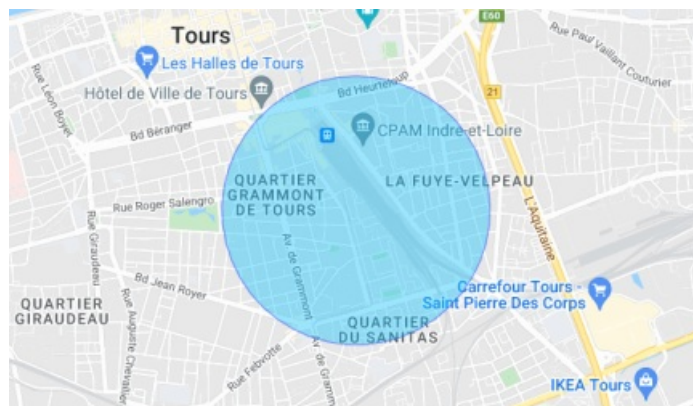 E60
Tours
Rue Paul Vaillant Couturier
Les Halles de Tours
Rue Léon Boyer
Hôtel de Ville de Tours
Bd Heurteloup
21
Bd Béranger
CPAM Indre-et-Loire
QUARTIER
GRAMMONT
DE TOURS
LA FUYE-VELPEAU
Rue Roger Salengro
L'Aquitaine
Rue Giraudeau
Av. de Grammont
Bd Jean Royer
Carrefour Tours -
Saint Pierre Des Corps
QUARTIER
GIRAUDEAU
Rue Auguste Chevallier
QUARTIER
DU SANITAS
Rue Febvotte
Av. de Grammont
IKEA Tours